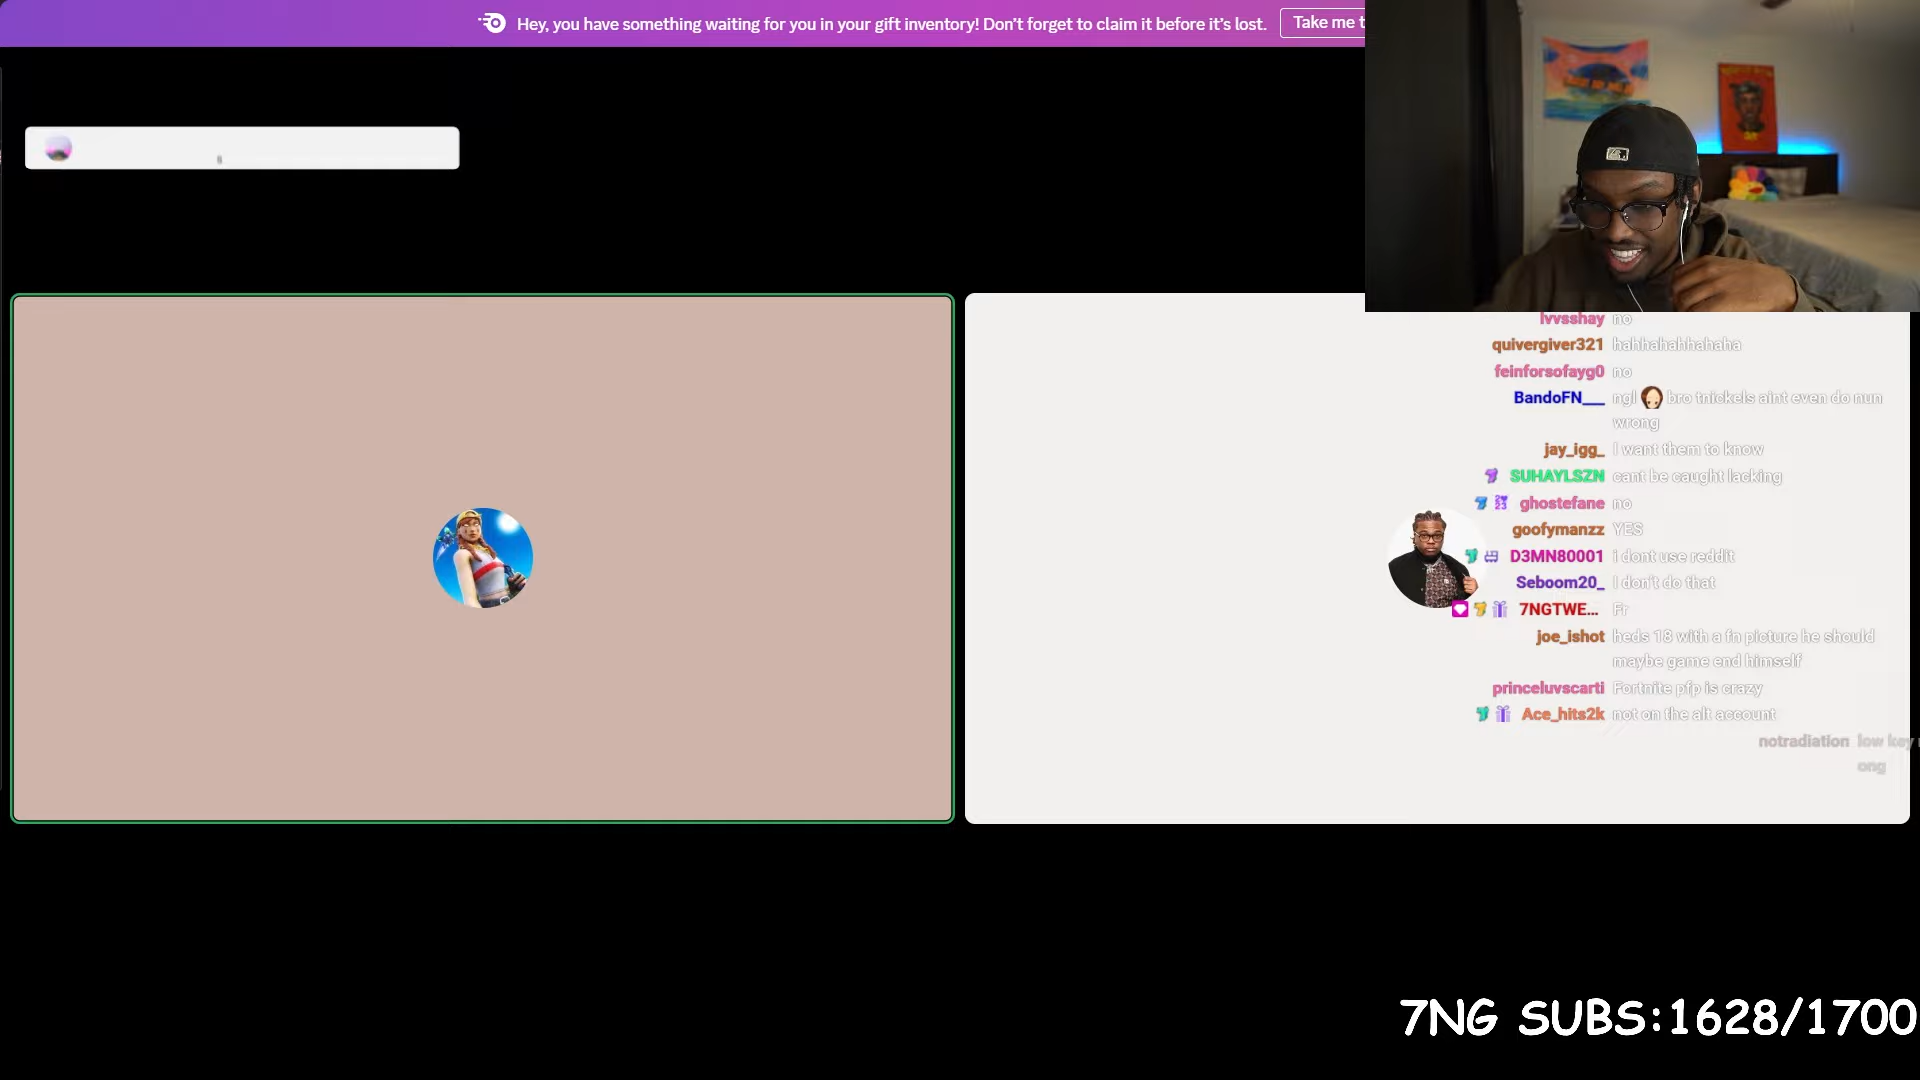 Hey, you have something waiting for you in your gift inventory! Don't forget to claim it before it's lost.
Take me t
lvvsshay no
quivergiver321 hahhahahhahaha
feinforsofayg0 no
BandoFN___ ngl bro tnickels aint even do nun
wrong
jay_igg_ I want them to know
SUHAYLSZN cant be caught lacking
ghostefane no
goofymanzz YES
D3MN80001 i dont use reddit
Seboom20_ I don't do that
7NGTWE... Fr
joe_ishot heds 18 with a fn picture he should
maybe game end himself
princeluvscarti Fortnite pfp is crazy
Ace_hits2k not on the alt account
notradiation low key
ong
7NG SUBS:1628/1700